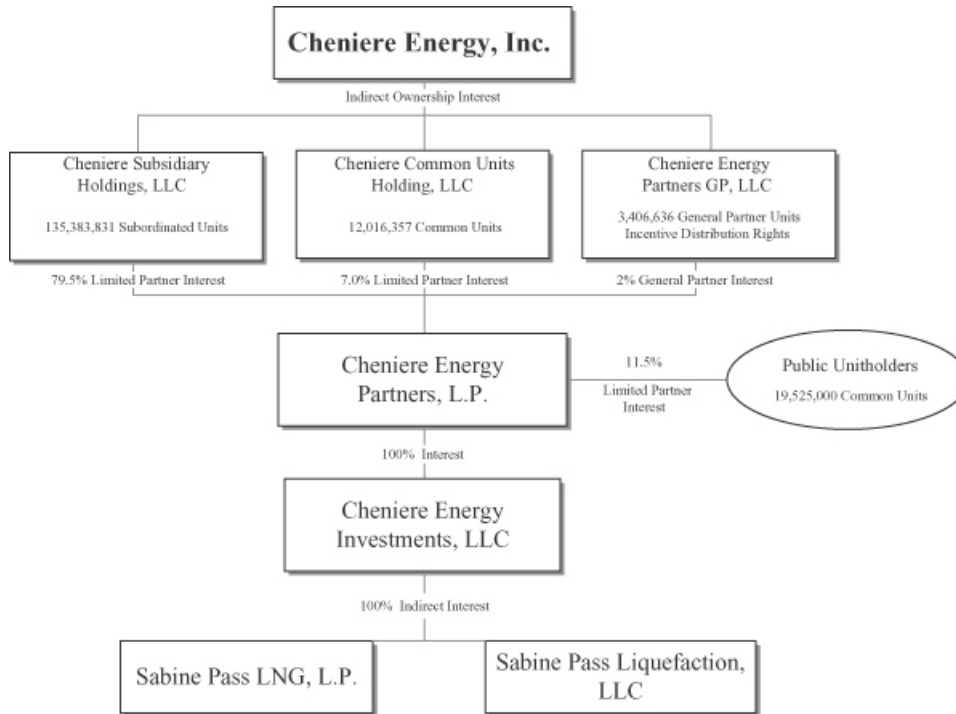 Cheniere Energy, Inc.
Indirect Ownership Interest
Cheniere Subsidiary
Holdings, LLC
135,383,831 Subordinated Units
Cheniere Common Units
Holding, LLC
12,016,357 Common Units
Cheniere Energy
Partners GP, LLC
3,406,636 General Partner Units
Incentive Distribution Rights
79.5% Limited Partner Interest
7.0% Limited Partner Interest
2% General Partner Interest
Cheniere Energy
Partners, L.P.
11.5%
Limited Partner
Interest
Public Unitholders
19,525,000 Common Units
100% Interest
Cheniere Energy
Investments, LLC
100% Indirect Interest
Sabine Pass LNG, L.P.
Sabine Pass Liquefaction,
LLC